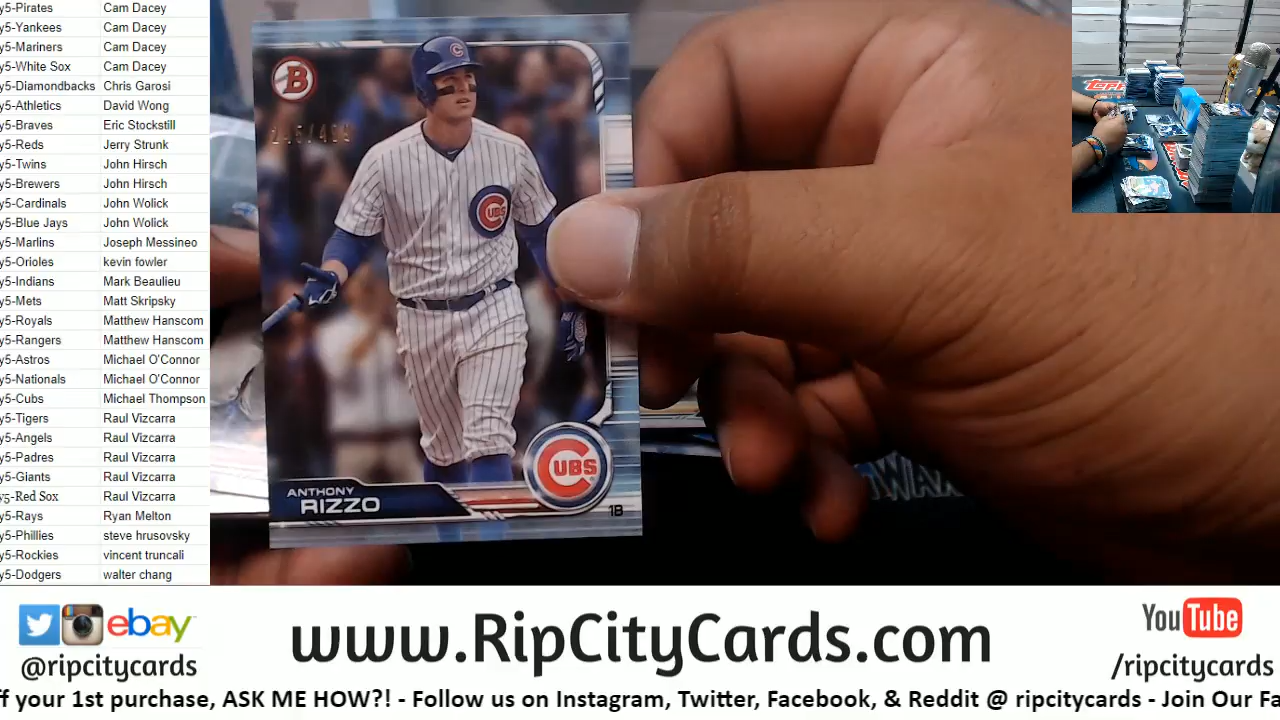 y5-Pirates Cam Dacey
y5-Yankees Cam Dacey
y5-Mariners Cam Dacey
y5-White Sox Cam Dacey
y5-Diamondbacks Chris Garosi
y5-Athletics David Wong
y5-Braves Eric Stockstill
y5-Reds Jerry Strunk
y5-Twins John Hirsch
y5-Brewers John Hirsch
y5-Cardinals John Wolick
y5-Blue Jays John Wolick
y5-Marlins Joseph Messineo
y5-Orioles kevin fowler
y5-Indians Mark Beaulieu
y5-Mets Matt Skripsky
y5-Royals Matthew Hanscom
y5-Rangers Matthew Hanscom
y5-Astros Michael O'Connor
y5-Nationals Michael O'Connor
y5-Cubs Michael Thompson
y5-Tigers Raul Vizcarra
y5-Angels Raul Vizcarra
y5-Padres Raul Vizcarra
y5-Giants Raul Vizcarra
y5-Red Sox Raul Vizcarra
y5-Rays Ryan Melton
y5-Phillies steve hrusovsky
y5-Rockies vincent truncali
y5-Dodgers walter chang
B
C
CUBS
CUBS
ANTHONY
RIZZO
1B
WAX
topps
ebay
@ripcitycards
www.RipCityCards.com
YouTube
/ripcitycards
ff your 1st purchase, ASK ME HOW?! - Follow us on Instagram, Twitter, Facebook, & Reddit @ ripcitycards - Join Our Fa